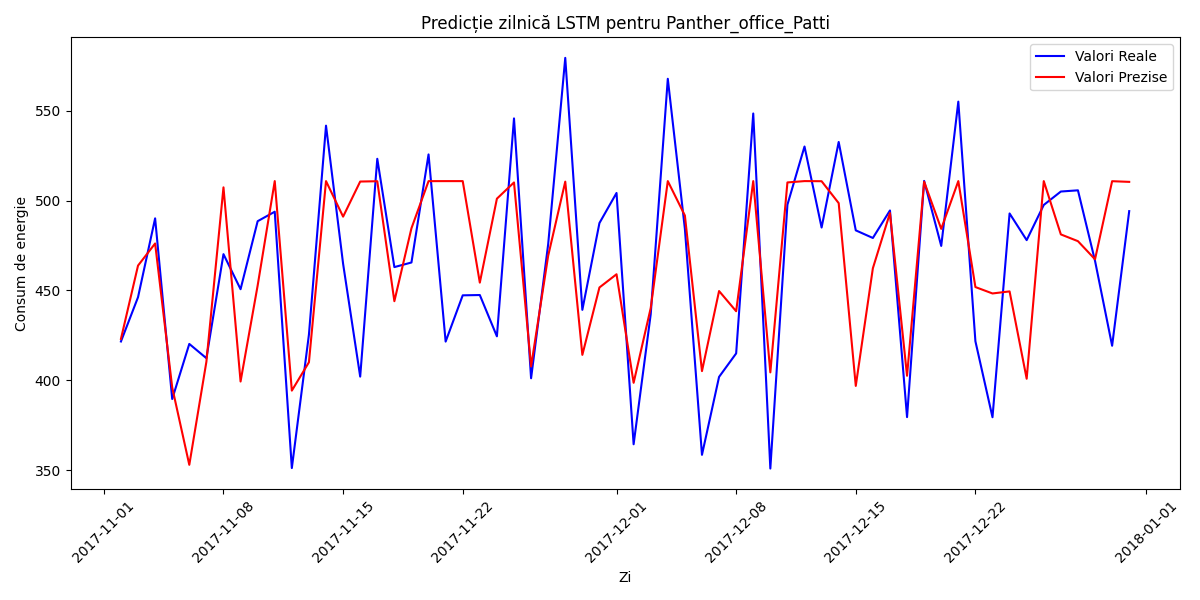 Predicție zilnică LSTM pentru Panther_office_Patti
Valori Reale
Valori Prezise
Consum de energie
550
500
450
400
350
2017-11-01
2017-11-08
2017-11-15
2017-11-22
2017-12-01
2017-12-08
2017-12-15
2017-12-22
2018-01-01
Zi